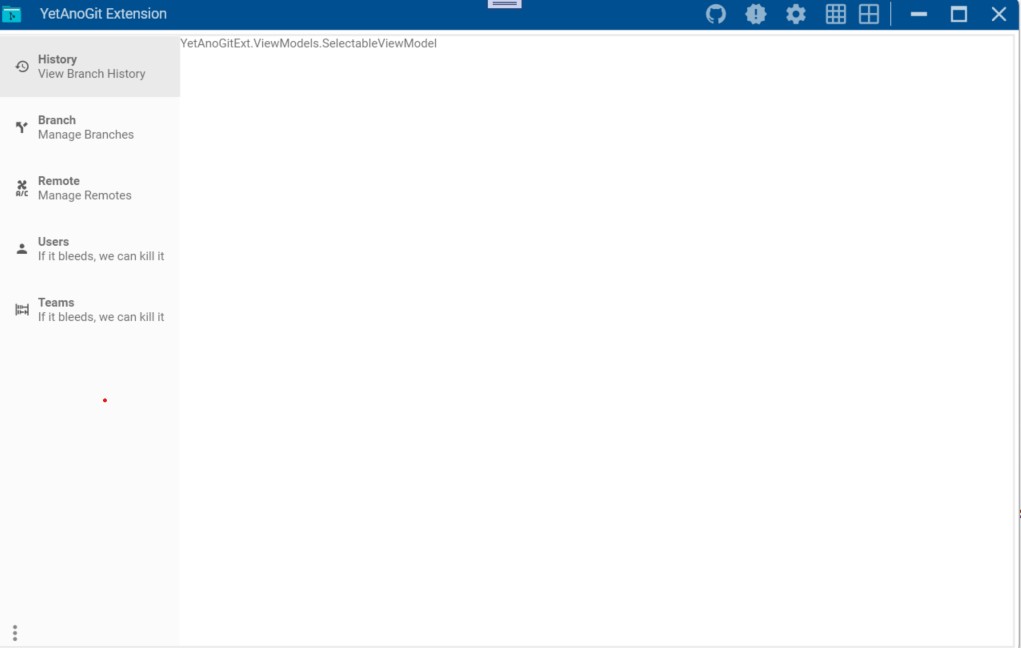 YetAnoGit Extension
YetAnoGitExt.ViewModels.SelectableViewModel
History
View Branch History
Branch
Manage Branches
A/C
Remote
Manage Remotes
Users
If it bleeds, we can kill it
Teams
If it bleeds, we can kill it